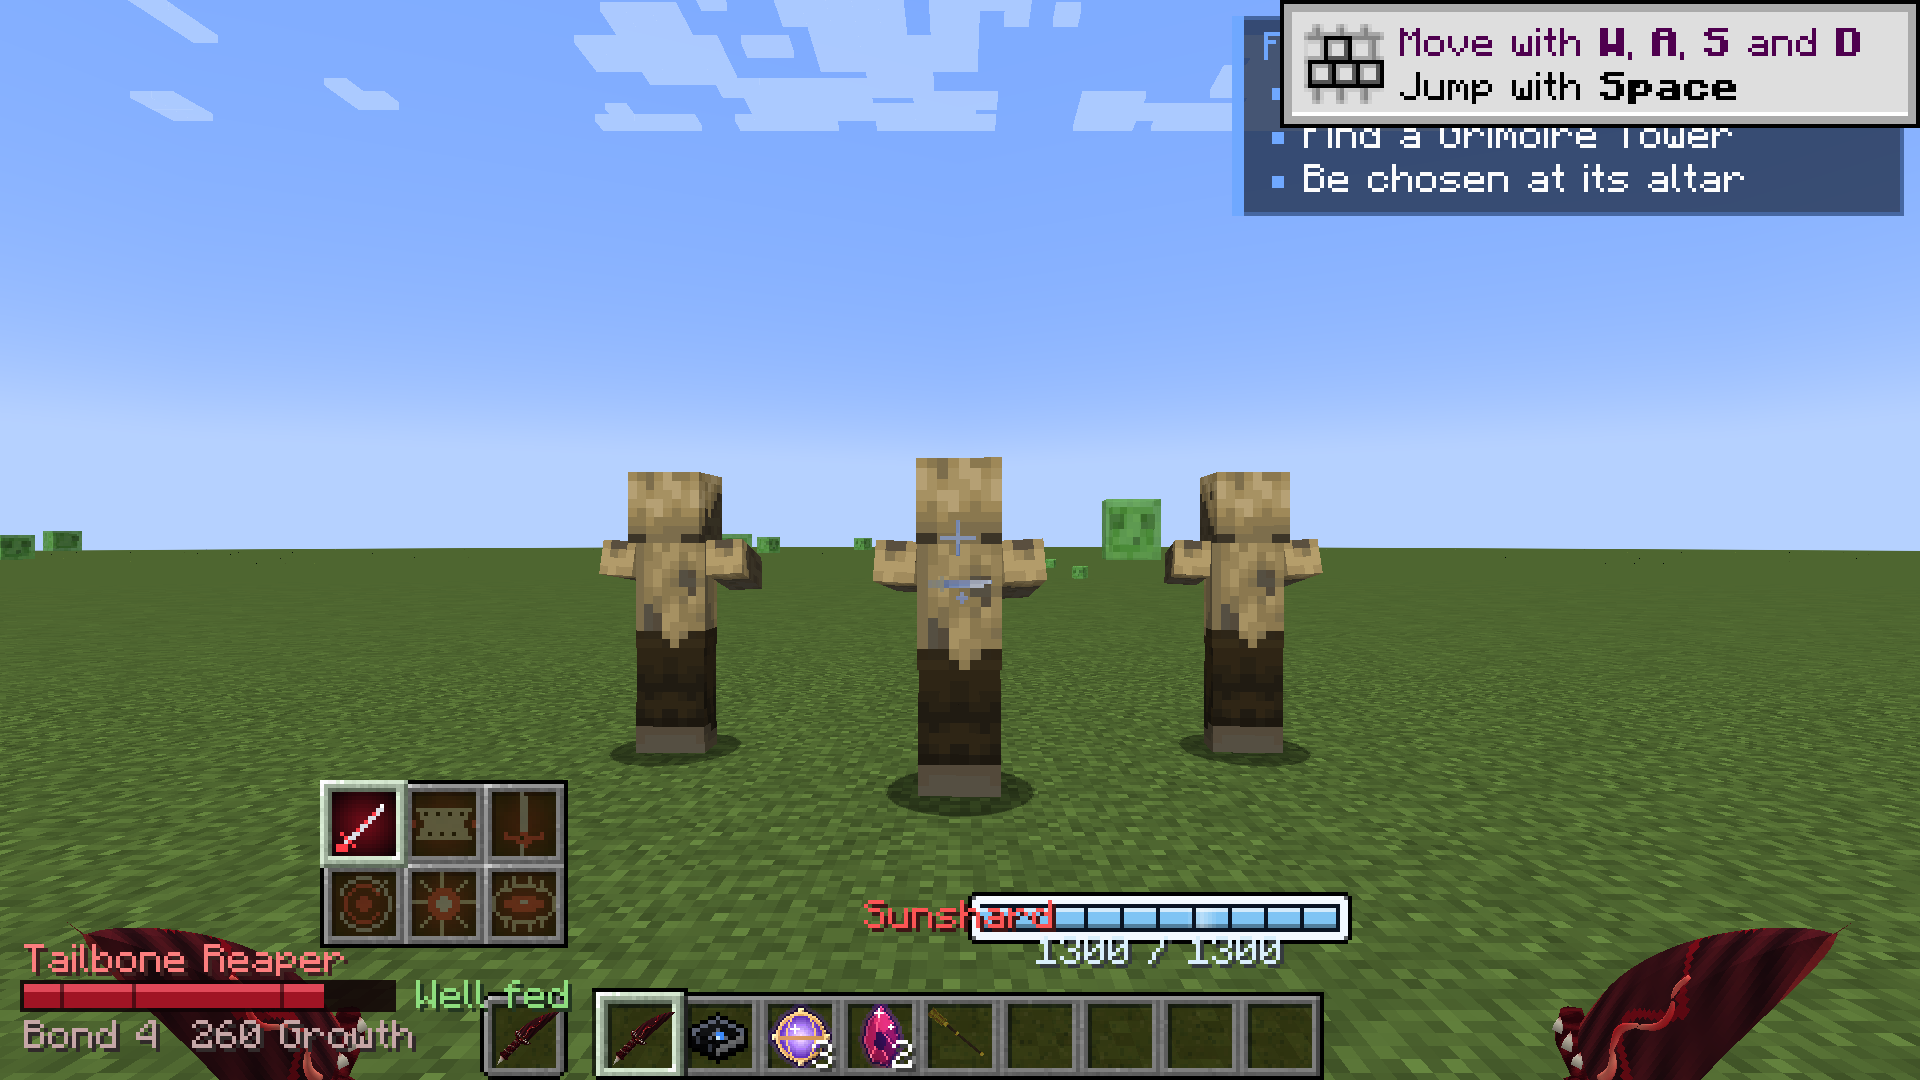 Move with W, A, S and D
Jump with Space
Find a Grimoire Tower
Be chosen at its altar
Sunshard
1300 / 1300
Tailbone Reaper
Well fed
Bond 4 260 Growth
3
2